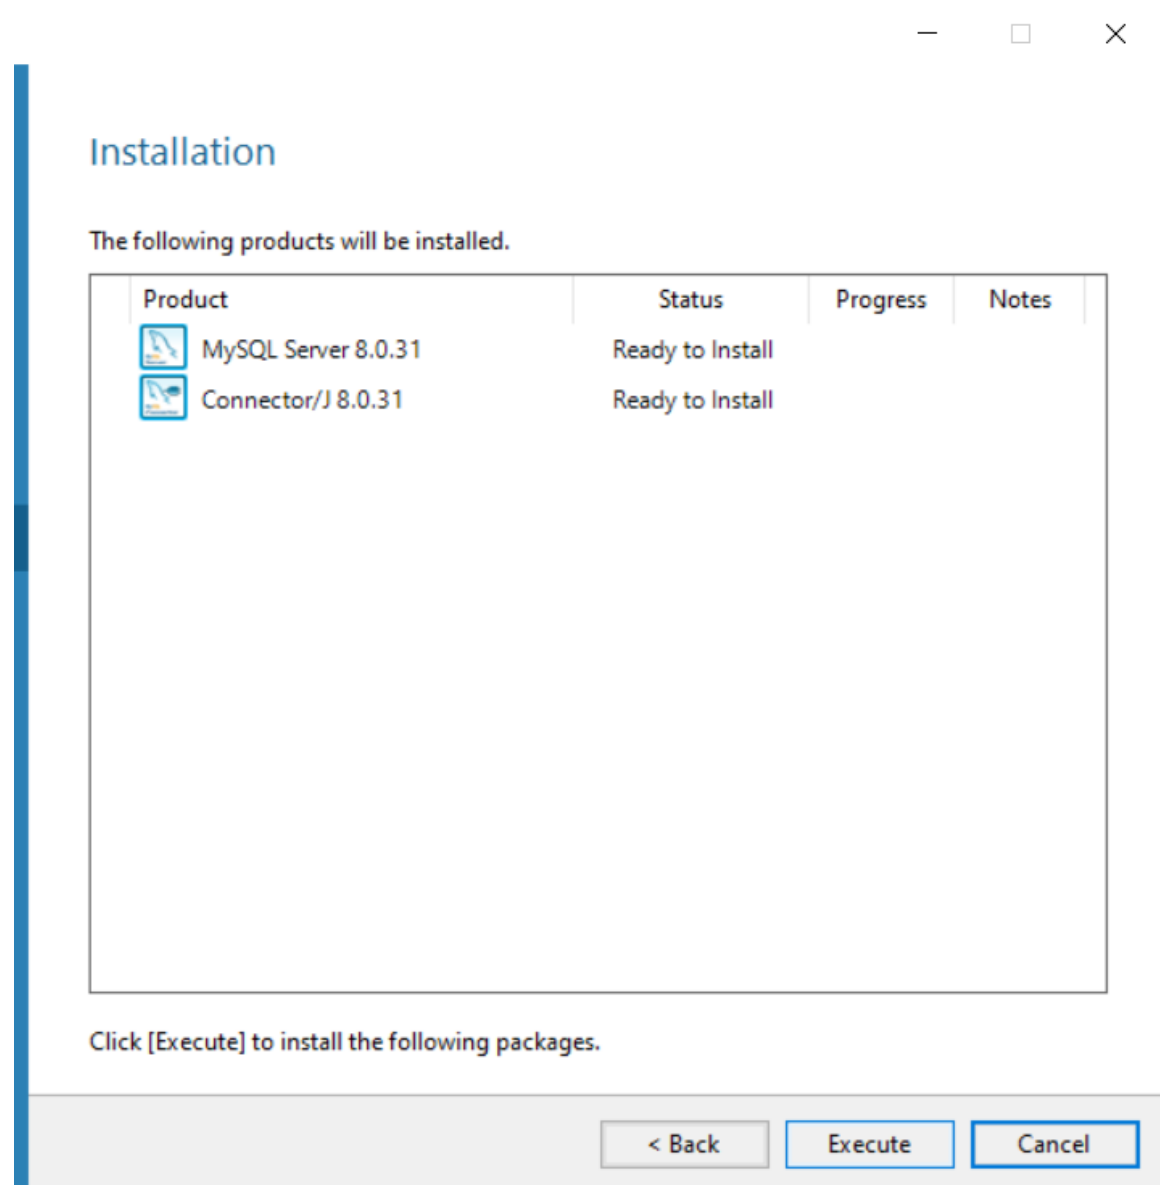 Installation
The following products will be installed.
Product Status Progress Notes
MySQL Server 8.0.31 Ready to Install
Connector/J 8.0.31 Ready to Install
Click [Execute] to install the following packages.
< Back Execute Cancel